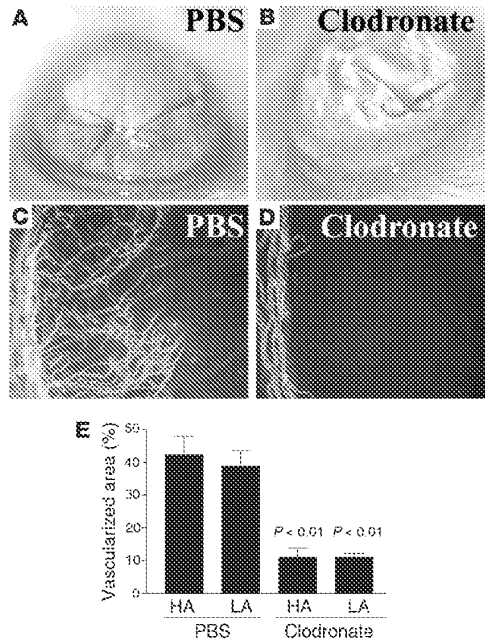 A PBS B Clodronate
C PBS D Clodronate
E
Vascularized area (%)
50
40
30
20
10
0
P < 0.01 P < 0.01
HA LA HA LA
PBS Clodronate